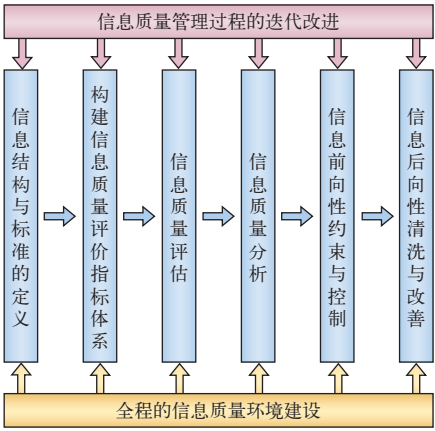 信息质量管理过程的迭代改进
信息结构与标准的定义
构建信息质量评价指标体系
信息质量评估
信息质量分析
信息前向性约束与控制
信息后向性清洗与改善
全程的信息质量环境建设